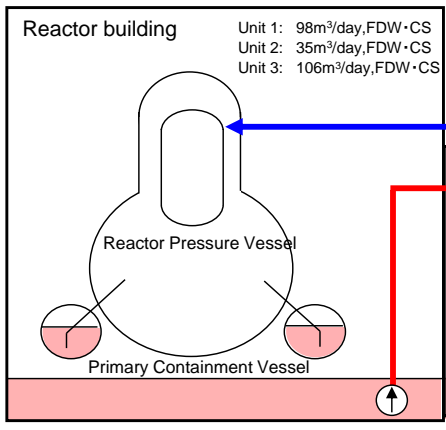 Reactor building
Unit 1: 98m³/day,FDW・CS
Unit 2: 35m³/day,FDW・CS
Unit 3: 106m³/day,FDW・CS
Reactor Pressure Vessel
Primary Containment Vessel